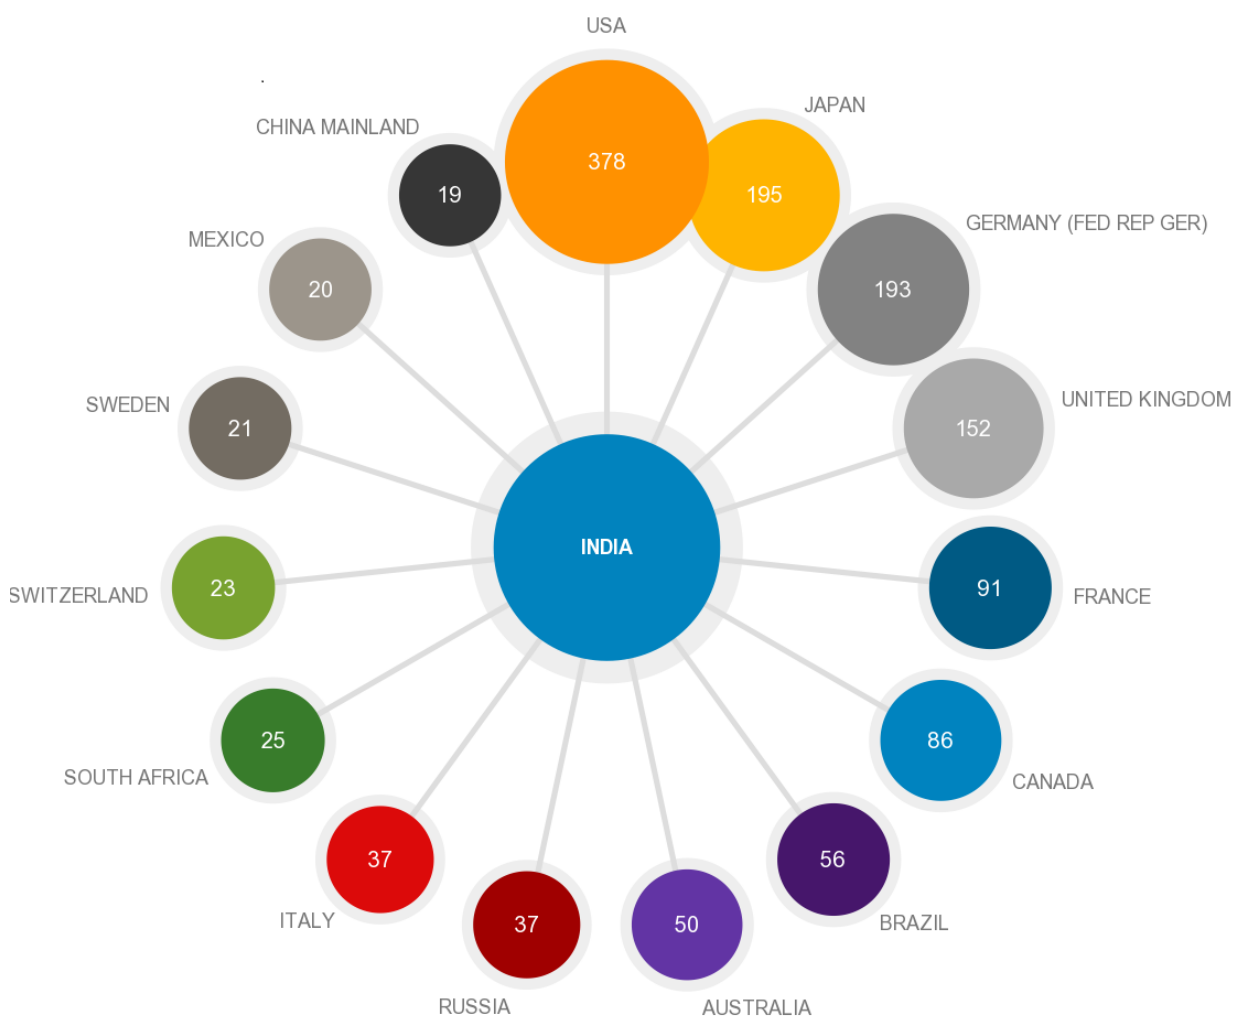 USA
378
JAPAN
195
GERMANY (FED REP GER)
193
UNITED KINGDOM
152
FRANCE
91
CANADA
86
BRAZIL
56
AUSTRALIA
50
RUSSIA
37
ITALY
37
SOUTH AFRICA
25
SWITZERLAND
23
SWEDEN
21
MEXICO
20
CHINA MAINLAND
19
.
INDIA